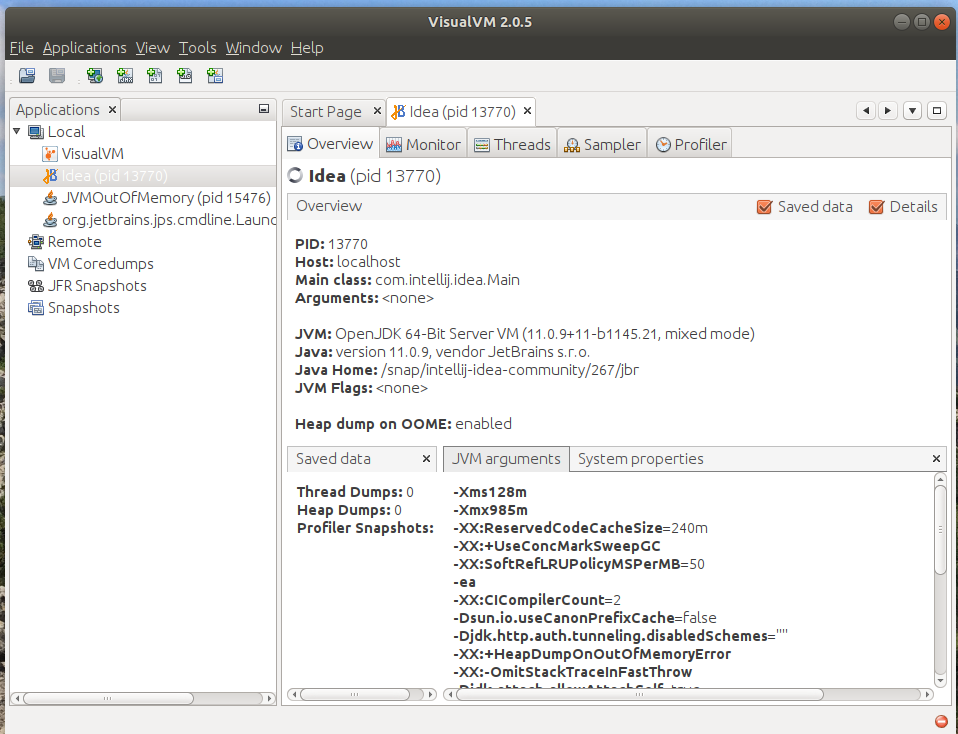 VisualVM 2.0.5
File Applications View Tools Window Help
Applications
Start Page
Idea (pid 13770)
Local
VisualVM
Idea (pid 13770)
JVMOutOfMemory (pid 15476)
org.jetbrains.jps.cmdline.Launc
Remote
VM Coredumps
JFR Snapshots
Snapshots
Overview Monitor Threads Sampler Profiler
Idea (pid 13770)
Overview
Saved data Details
PID: 13770
Host: localhost
Main class: com.intellij.idea.Main
Arguments: <none>
JVM: OpenJDK 64-Bit Server VM (11.0.9+11-b1145.21, mixed mode)
Java: version 11.0.9, vendor JetBrains s.r.o.
Java Home: /snap/intellij-idea-community/267/jbr
JVM Flags: <none>
Heap dump on OOME: enabled
Saved data
Thread Dumps: 0
Heap Dumps: 0
Profiler Snapshots:
JVM arguments System properties
-Xms128m
-Xmx985m
-XX:ReservedCodeCacheSize=240m
-XX:+UseConcMarkSweepGC
-XX:SoftRefLRUPolicyMSPerMB=50
-ea
-XX:CICompilerCount=2
-Dsun.io.useCanonPrefixCache=false
-Djdk.http.auth.tunneling.disabledSchemes=""
-XX:+HeapDumpOnOutOfMemoryError
-XX:-OmitStackTraceInFastThrow
-Djdk.attach.allowAttachSelf=true